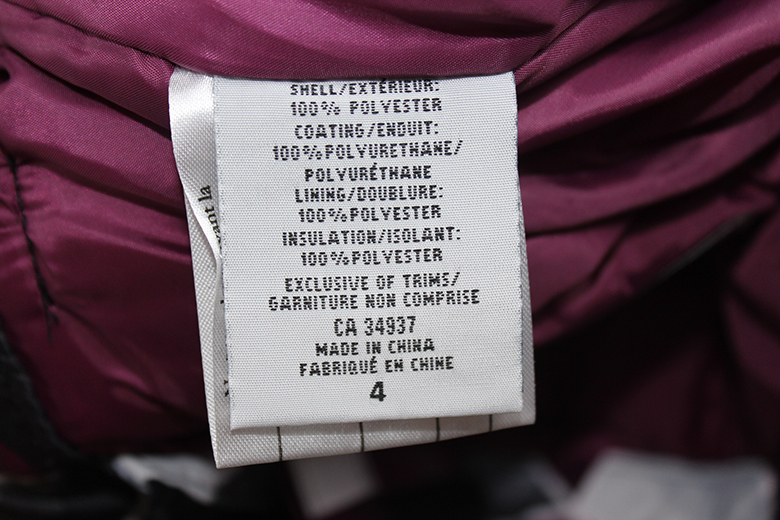 SHELL/EXTÉRIEUR:
100% POLYESTER
COATING/ENDUIT:
100%POLYURETHANE/
POLYURÉTHANE
LINING/DOUBLURE:
100%POLYESTER
INSULATION/ISOLANT:
100%POLYESTER
EXCLUSIVE OF TRIMS/
GARNITURE NON COMPRISE
CA 34937
MADE IN CHINA
FABRIQUÉ EN CHINE
4